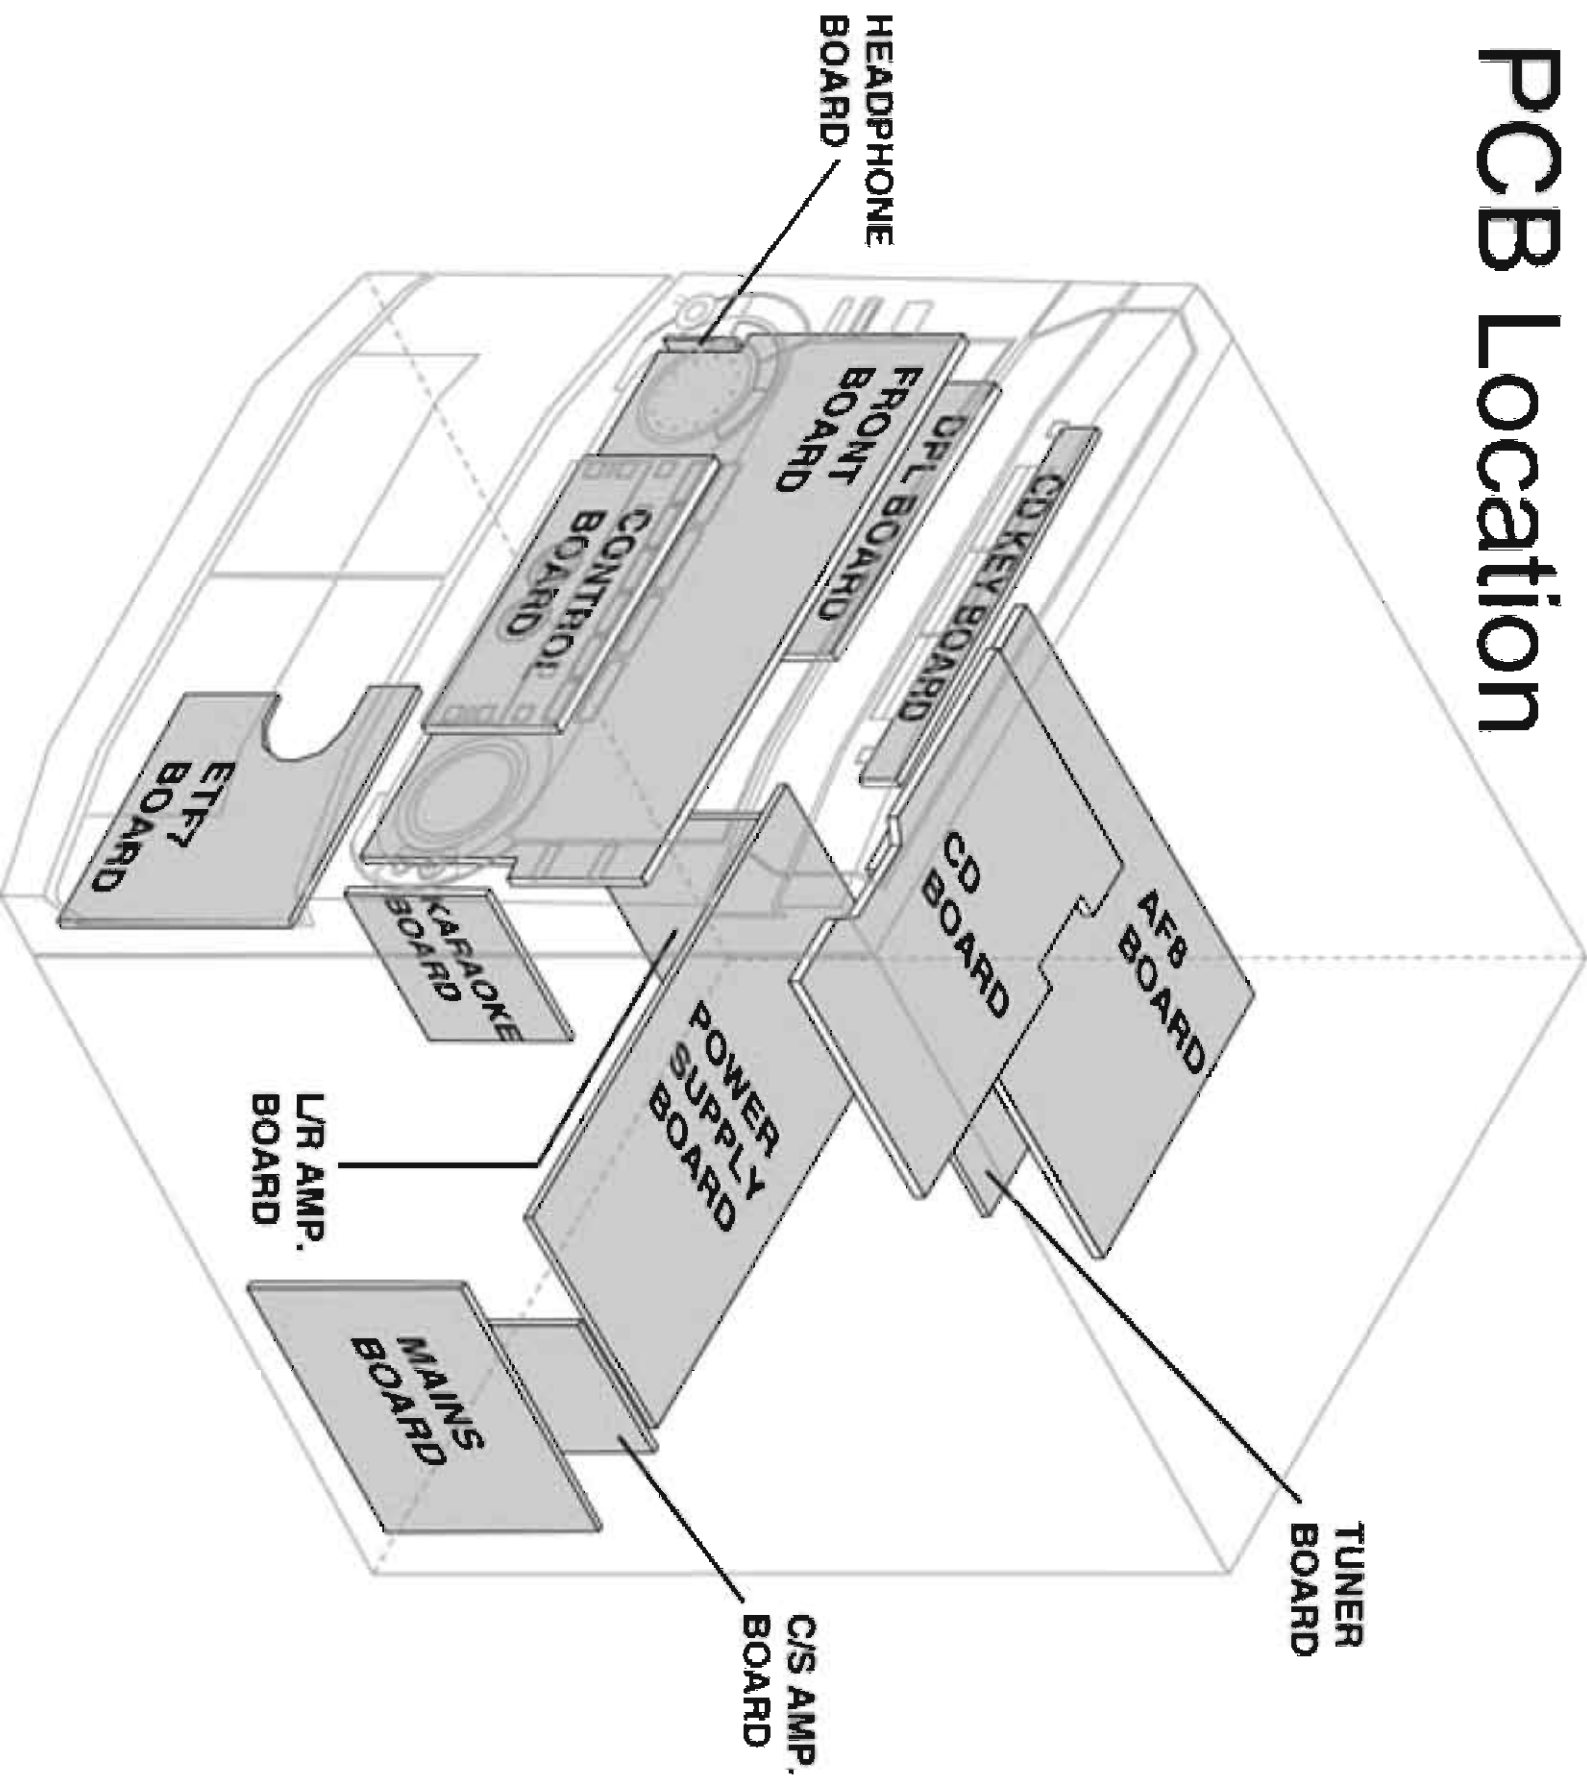 PCB Location
HEADPHONE
BOARD
FRONT
BOARD
DPL BOARD
CD KEY BOARD
CONTROL
BOARD
ETF7
BOARD
KARAOKE
BOARD
CD
BOARD
AF8
BOARD
POWER
SUPPLY
BOARD
L/R AMP.
BOARD
MAINS
BOARD
TUNER
BOARD
C/S AMP.
BOARD